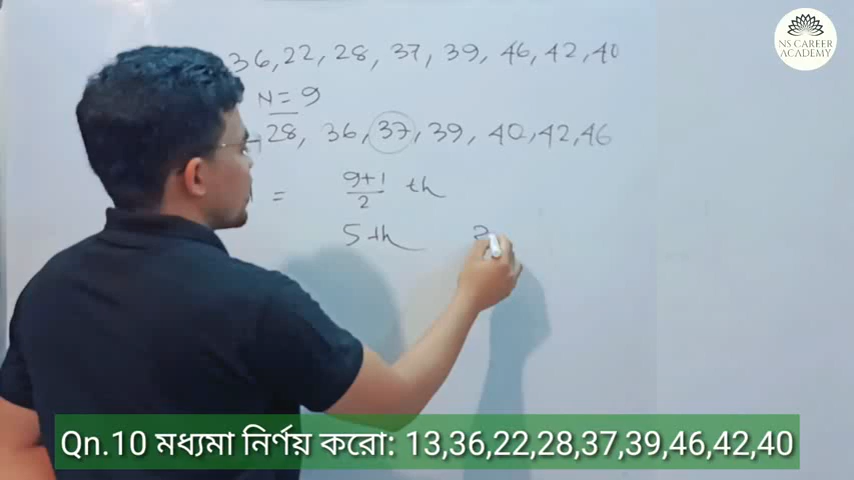 NS CAREER
ACADEMY
36, 22, 28, 37, 39, 46, 42, 40
N = 9
28, 36, 37, 39, 40, 42, 46
= 9+1/2 th
5th
Qn.10 মধ্যমা নির্ণয় করো: 13,36,22,28,37,39,46,42,40